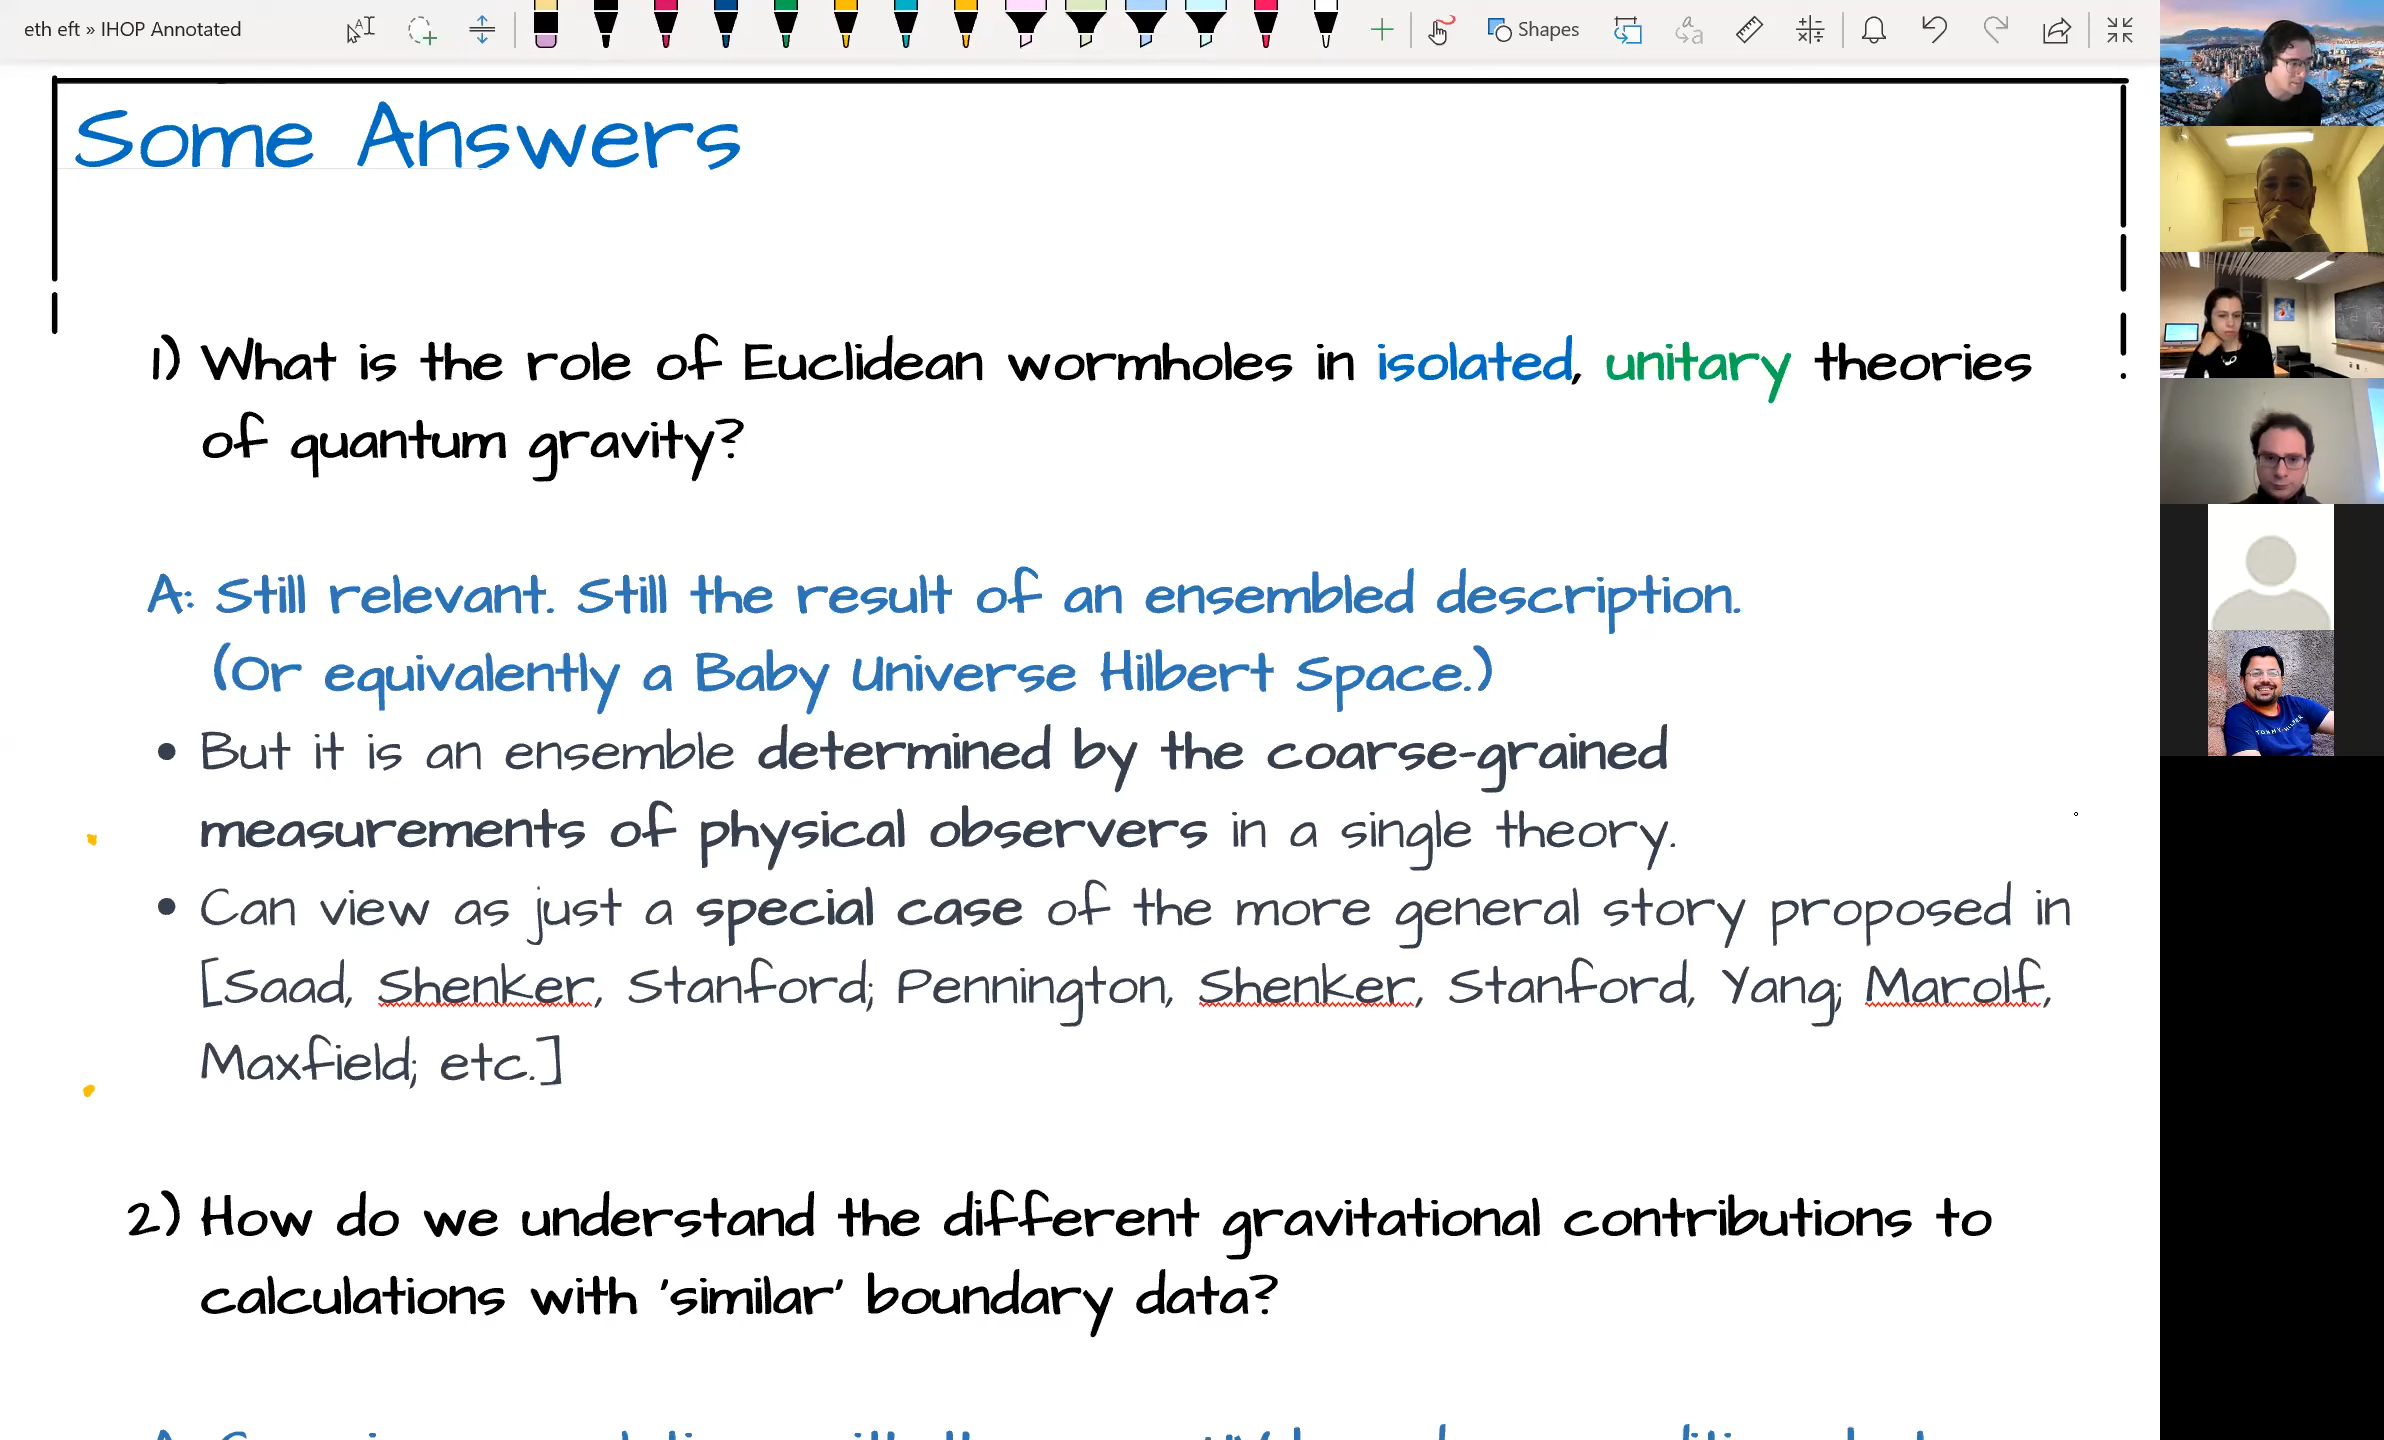 eth eft » IHOP Annotated
Shapes
Some Answers
1) What is the role of Euclidean wormholes in isolated, unitary theories
of quantum gravity?
A: Still relevant. Still the result of an ensembled description.
(Or equivalently a Baby Universe Hilbert Space.)
• But it is an ensemble determined by the coarse-grained
measurements of physical observers in a single theory.
• Can view as just a special case of the more general story proposed in
[Saad, Shenker, Stanford; Pennington, Shenker, Stanford, Yang; Marolf,
Maxfield; etc.]
2) How do we understand the different gravitational contributions to
calculations with 'similar' boundary data?